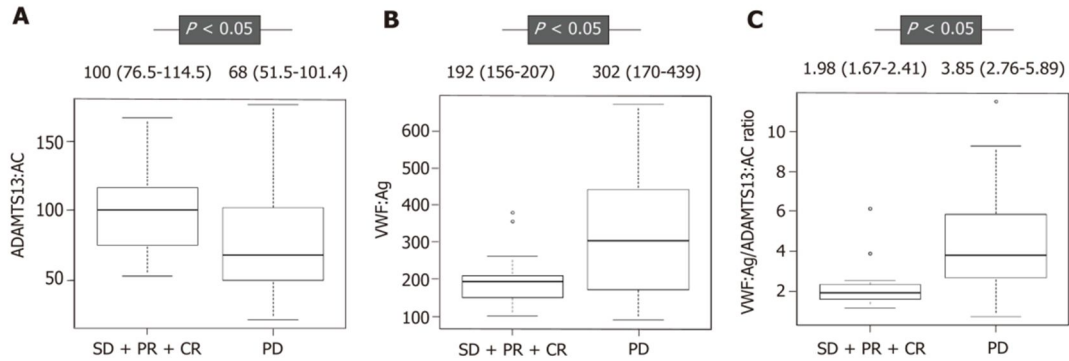 A
P < 0.05
100 (76.5-114.5) 68 (51.5-101.4)
ADAMTS13:AC
150
100
50
SD + PR + CR PD
B
P < 0.05
192 (156-207) 302 (170-439)
VWF:Ag
600
500
400
300
200
100
SD + PR + CR PD
C
P < 0.05
1.98 (1.67-2.41) 3.85 (2.76-5.89)
VWF:Ag/ADAMTS13:AC ratio
10
8
6
4
2
SD + PR + CR PD